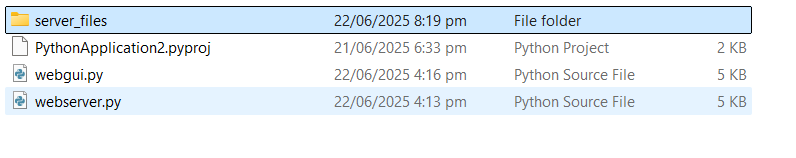 server_files 22/06/2025 8:19 pm File folder
PythonApplication2.pyproj 21/06/2025 6:33 pm Python Project 2 KB
webgui.py 22/06/2025 4:16 pm Python Source File 5 KB
webserver.py 22/06/2025 4:13 pm Python Source File 5 KB